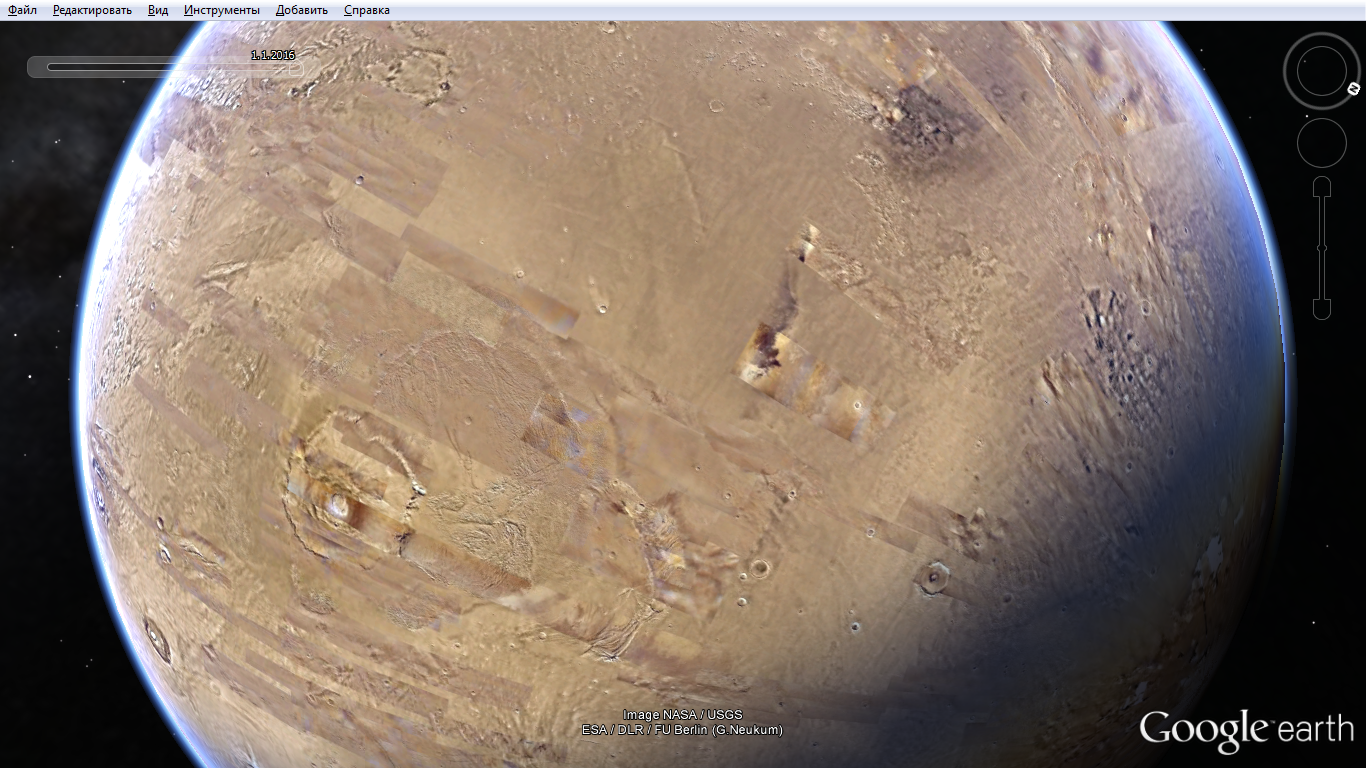 Файл Редактировать Вид Инструменты Добавить Справка
1.1.2016
N
Image NASA / USGS
ESA / DLR / FU Berlin (G.Neukum)
Google earth